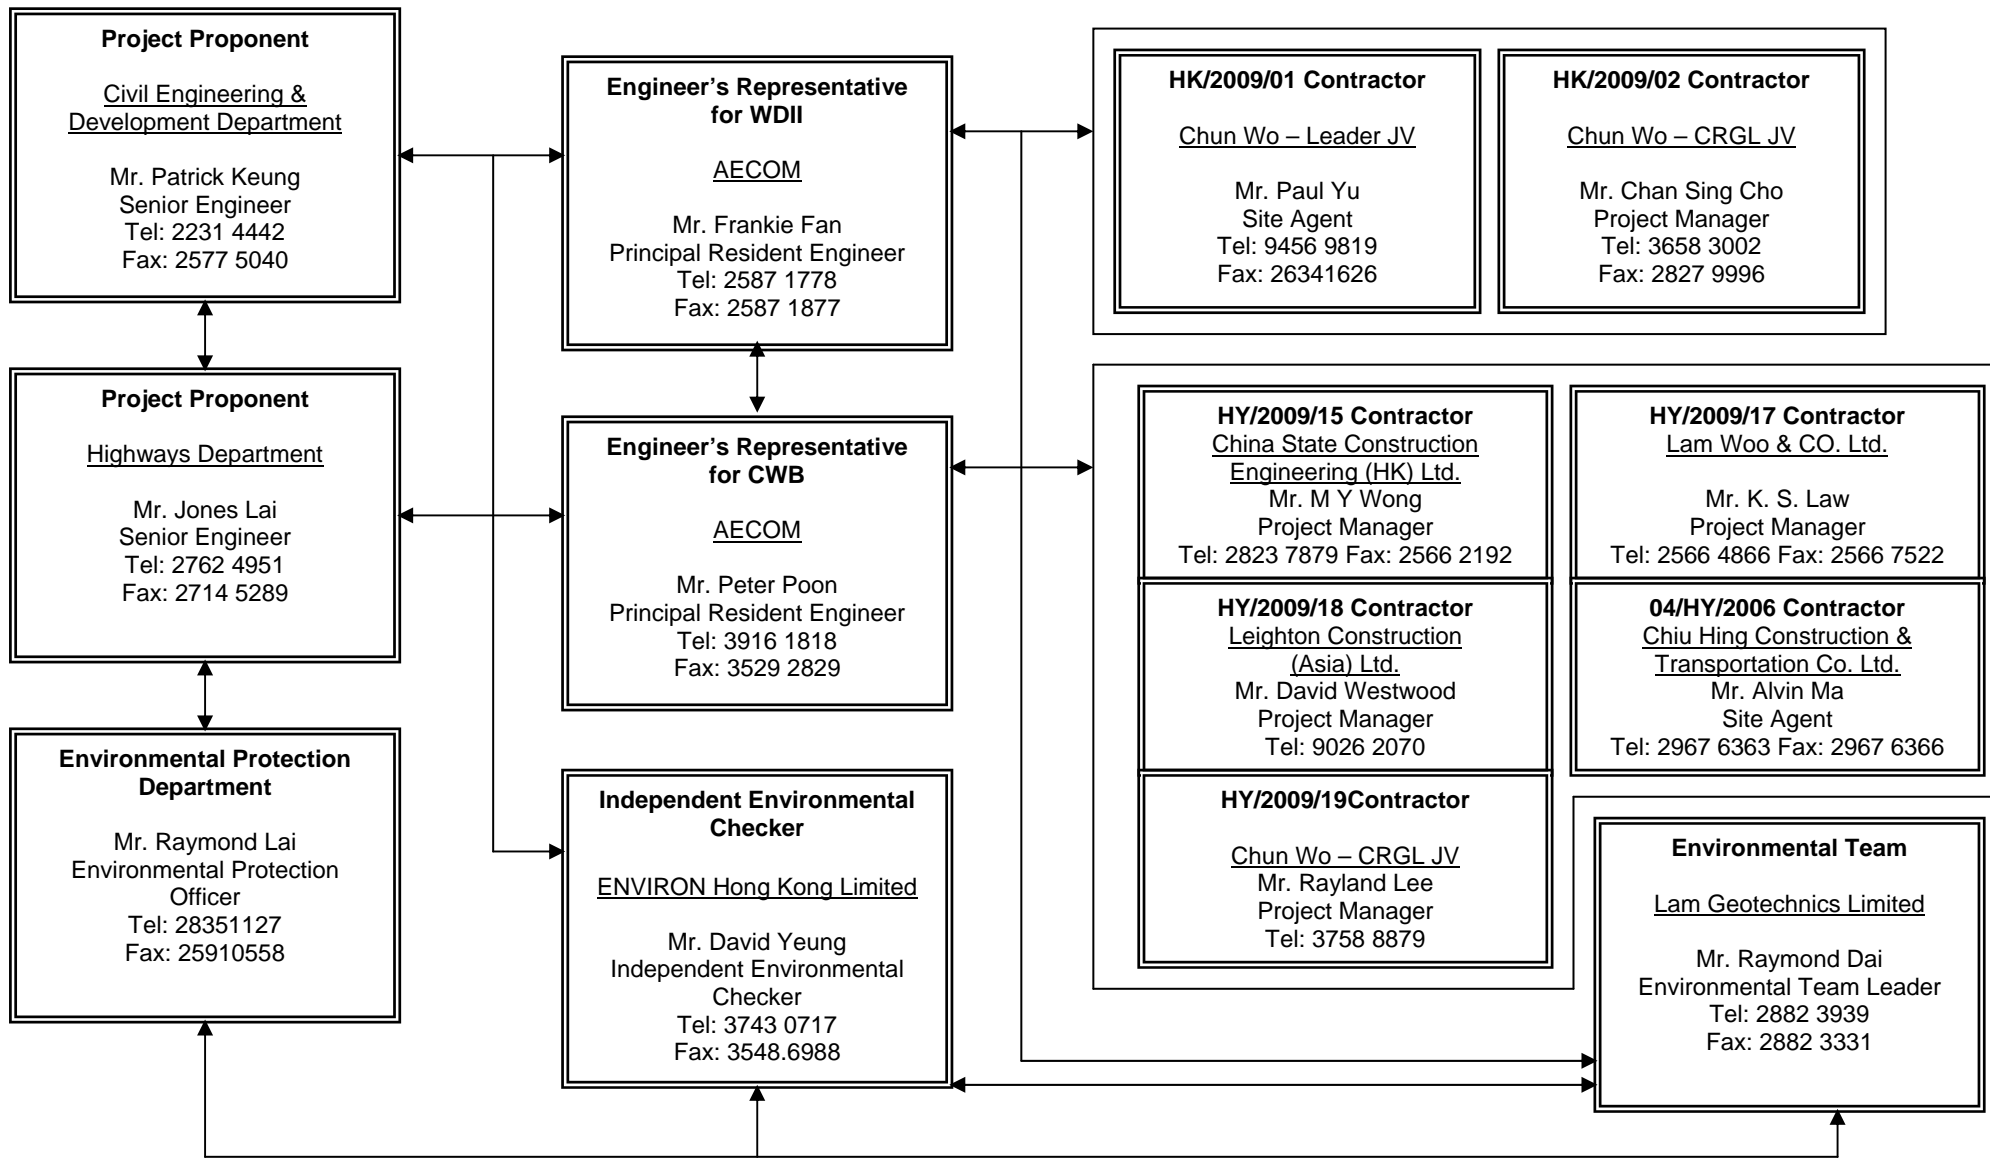 Project Proponent
Civil Engineering &
Development Department
Mr. Patrick Keung
Senior Engineer
Tel: 2231 4442
Fax: 2577 5040
Project Proponent
Highways Department
Mr. Jones Lai
Senior Engineer
Tel: 2762 4951
Fax: 2714 5289
Environmental Protection
Department
Mr. Raymond Lai
Environmental Protection
Officer
Tel: 28351127
Fax: 25910558
Engineer’s Representative
for WDII
AECOM
Mr. Frankie Fan
Principal Resident Engineer
Tel: 2587 1778
Fax: 2587 1877
Engineer’s Representative
for CWB
AECOM
Mr. Peter Poon
Principal Resident Engineer
Tel: 3916 1818
Fax: 3529 2829
Independent Environmental
Checker
ENVIRON Hong Kong Limited
Mr. David Yeung
Independent Environmental
Checker
Tel: 3743 0717
Fax: 3548.6988
HK/2009/01 Contractor
Chun Wo – Leader JV
Mr. Paul Yu
Site Agent
Tel: 9456 9819
Fax: 26341626
HK/2009/02 Contractor
Chun Wo – CRGL JV
Mr. Chan Sing Cho
Project Manager
Tel: 3658 3002
Fax: 2827 9996
HY/2009/15 Contractor
China State Construction
Engineering (HK) Ltd.
Mr. M Y Wong
Project Manager
Tel: 2823 7879 Fax: 2566 2192
HY/2009/17 Contractor
Lam Woo & CO. Ltd.
Mr. K. S. Law
Project Manager
Tel: 2566 4866 Fax: 2566 7522
HY/2009/18 Contractor
Leighton Construction
(Asia) Ltd.
Mr. David Westwood
Project Manager
Tel: 9026 2070
04/HY/2006 Contractor
Chiu Hing Construction &
Transportation Co. Ltd.
Mr. Alvin Ma
Site Agent
Tel: 2967 6363 Fax: 2967 6366
HY/2009/19Contractor
Chun Wo – CRGL JV
Mr. Rayland Lee
Project Manager
Tel: 3758 8879
Environmental Team
Lam Geotechnics Limited
Mr. Raymond Dai
Environmental Team Leader
Tel: 2882 3939
Fax: 2882 3331